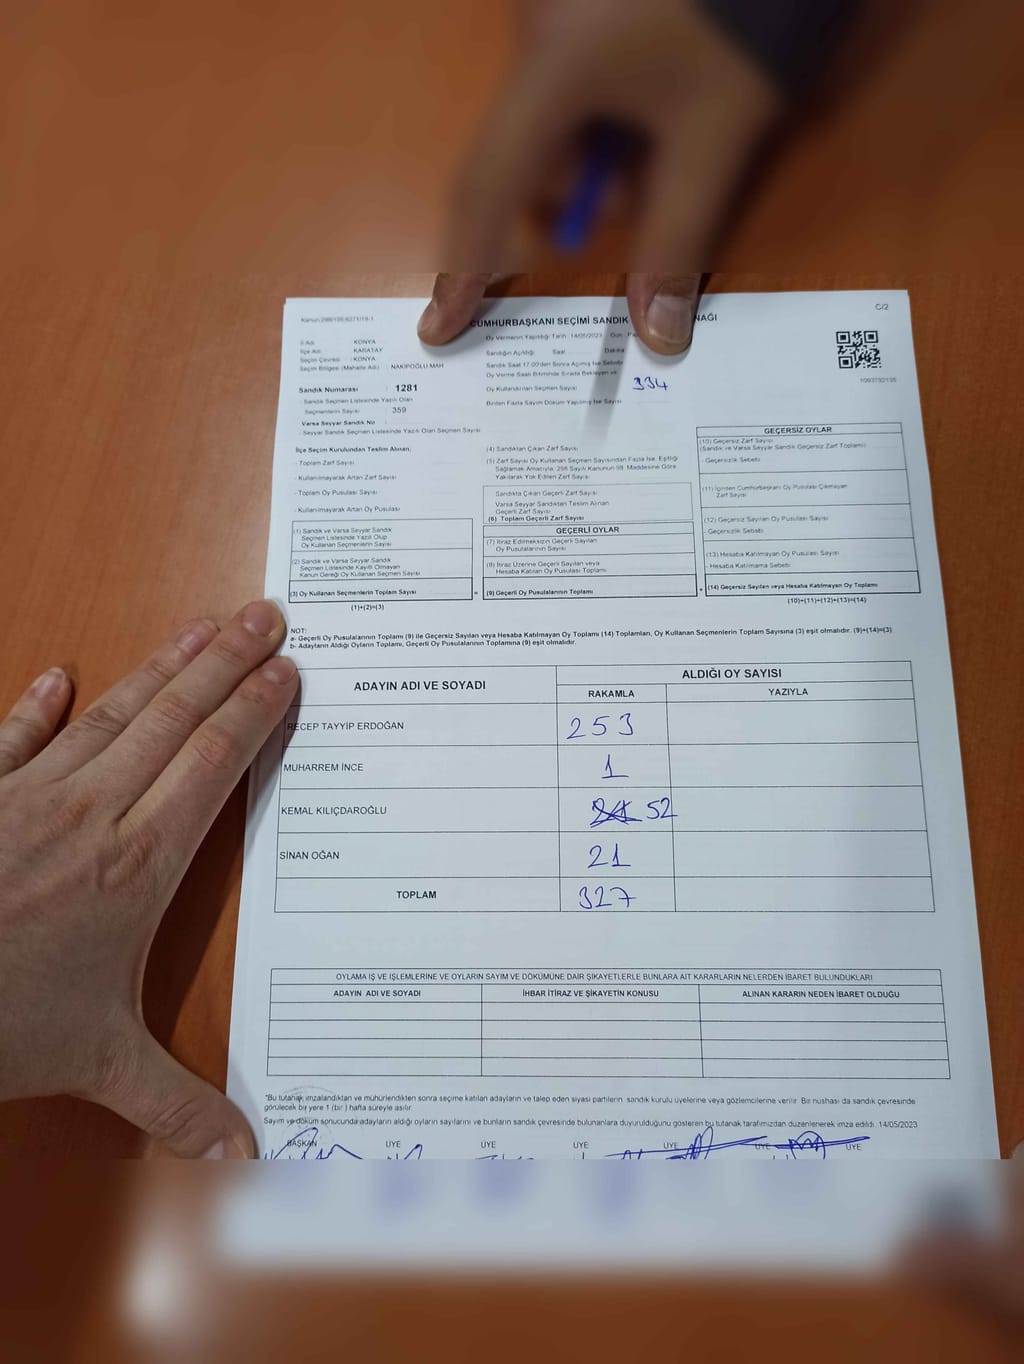 C/2
CUMHURBAŞKANI SEÇİMİ SANDIK NAĞI
İl Adı : KONYA
İlçe Adı : KARATAY
Seçim Çevresi : KONYA
Seçim Bölgesi (Mahalle Adı) : NAKİPOĞLU MAH
Sandık Numarası : 1281
Sandık Seçmen Listesinde Yazılı Olan
Seçmenlerin Sayısı : 359
Varsa Seyyar Sandık No
Seyyar Sandık Seçmen Listesinde Yazılı Olan Seçmen Sayısı
Oy Vermenin Yapıldığı Tarih : 14/05/2023 Gün :
Sandığın Açıldığı Saat Dakika
Sandık Saat 17.00'den Sonra Açılmış İse Sebebi
Oy Verme Saati Bitiminde Sırada Bekleyen ve
Oy Kullandırılan Seçmen Sayısı 334
Birden Fazla Sayım Döküm Yapılmış İse Sayısı
İlçe Seçim Kurulundan Teslim Alınan;
- Toplam Zarf Sayısı
- Kullanılmayarak Artan Zarf Sayısı
- Toplam Oy Pusulası Sayısı
- Kullanılmayarak Artan Oy Pusulası
(1) Sandık ve Varsa Seyyar Sandık
Seçmen Listesinde Yazılı Olup
Oy Kullanan Seçmenlerin Sayısı
(2) Sandık ve Varsa Seyyar Sandık
Seçmen Listesinde Kayıtlı Olmayan
Kanun Gereği Oy Kullanan Seçmen Sayısı
(3) Oy Kullanan Seçmenlerin Toplam Sayısı
(1)+(2)=(3)
(4) Sandıktan Çıkan Zarf Sayısı
(5) Zarf Sayısı Oy Kullanan Seçmen Sayısından Fazla İse, Eşitliği
Sağlamak Amacıyla; 298 Sayılı Kanunun 98. Maddesine Göre
Yakılarak Yok Edilen Zarf Sayısı
Sandıkta Çıkan Geçerli Zarf Sayısı
Varsa Seyyar Sandıktan Teslim Alınan
Geçerli Zarf Sayısı
(6) Toplam Geçerli Zarf Sayısı
GEÇERLİ OYLAR
(7) İtiraz Edilmeksizin Geçerli Sayılan
Oy Pusulalarının Sayısı
(8) İtiraz Üzerine Geçerli Sayılan veya
Hesaba Katılan Oy Pusulası Toplamı
= (9) Geçerli Oy Pusulalarının Toplamı +
GEÇERSİZ OYLAR
(10) Geçersiz Zarf Sayısı
(Sandık ve Varsa Seyyar Sandık Geçersiz Zarf Toplamı)
- Geçersizlik Sebebi
(11) İçinden Cumhurbaşkanı Oy Pusulası Çıkmayan
Zarf Sayısı
(12) Geçersiz Sayılan Oy Pusulası Sayısı
- Geçersizlik Sebebi
(13) Hesaba Katılmayan Oy Pusulası Sayısı
- Hesaba Katılmama Sebebi
(14) Geçersiz Sayılan veya Hesaba Katılmayan Oy Toplamı
(10)+(11)+(12)+(13)=(14)
NOT:
a- Geçerli Oy Pusulalarının Toplamı (9) ile Geçersiz Sayılan veya Hesaba Katılmayan Oy Toplamı (14) Toplamları, Oy Kullanan Seçmenlerin Toplam Sayısına (3) eşit olmalıdır. (9)+(14)=(3)
b- Adayların Aldığı Oyların Toplamı, Geçerli Oy Pusulalarının Toplamına (9) eşit olmalıdır.
ADAYIN ADI VE SOYADI ALDIĞI OY SAYISI
RAKAMLA YAZIYLA
RECEP TAYYİP ERDOĞAN 253
MUHARREM İNCE 1
KEMAL KILIÇDAROĞLU 52
SİNAN OĞAN 21
TOPLAM 327
OYLAMA İŞ VE İŞLEMLERİNE VE OYLARIN SAYIM VE DÖKÜMÜNE DAİR ŞİKAYETLERLE BUNLARA AİT KARARLARIN NELERDEN İBARET BULUNDUKLARI
ADAYIN ADI VE SOYADI İHBAR İTİRAZ VE ŞİKAYETİN KONUSU ALINAN KARARIN NEDEN İBARET OLDUĞU
*Bu tutanak imzalandıktan ve mühürlendikten sonra seçime katılan adayların ve talep eden siyasi partilerin sandık kurulu üyelerine veya gözlemcilerine verilir. Bir nüshası da sandık çevresinde
görülecek bir yere 1 (bir ) hafta süreyle asılır.
Sayım ve döküm sonucunda adayların aldığı oyların sayılarını ve bunların sandık çevresinde bulunanlara duyurulduğunu gösteren bu tutanak tarafımızdan düzenlenerek imza edildi. 14/05/2023
BAŞKAN ÜYE ÜYE ÜYE ÜYE ÜYE ÜYE